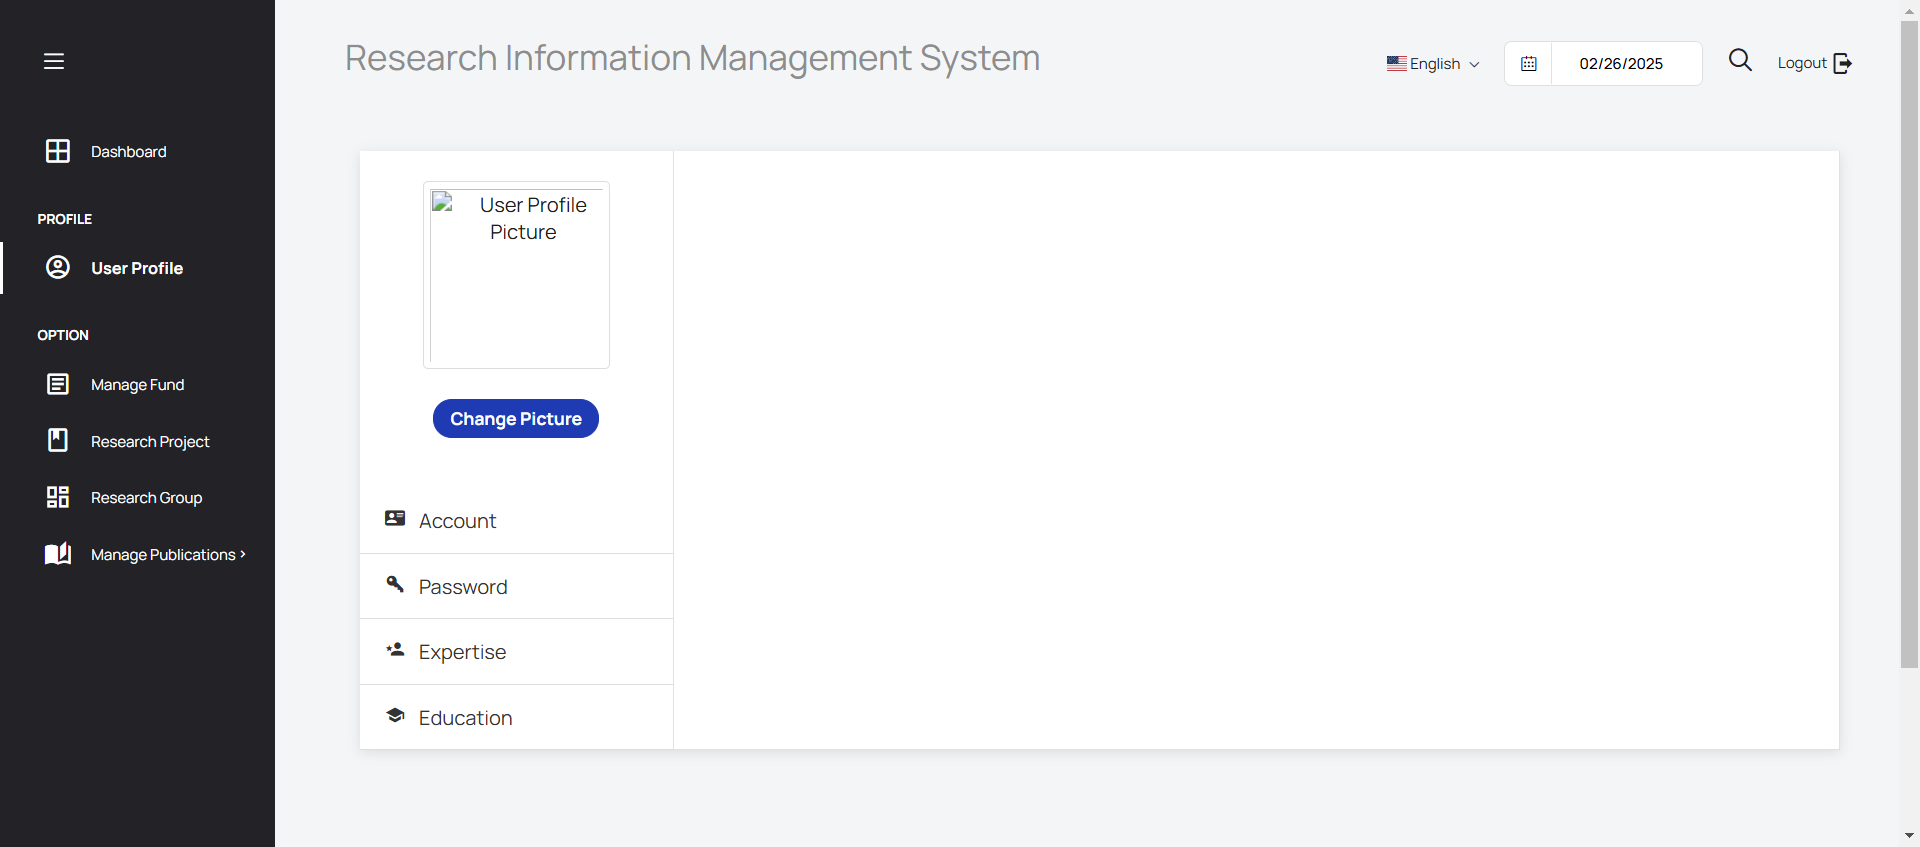 Research Information Management System
English
02/26/2025
Logout
Dashboard
PROFILE
User Profile
OPTION
Manage Fund
Research Project
Research Group
Manage Publications >
User Profile
Picture
Change Picture
Account
Password
Expertise
Education